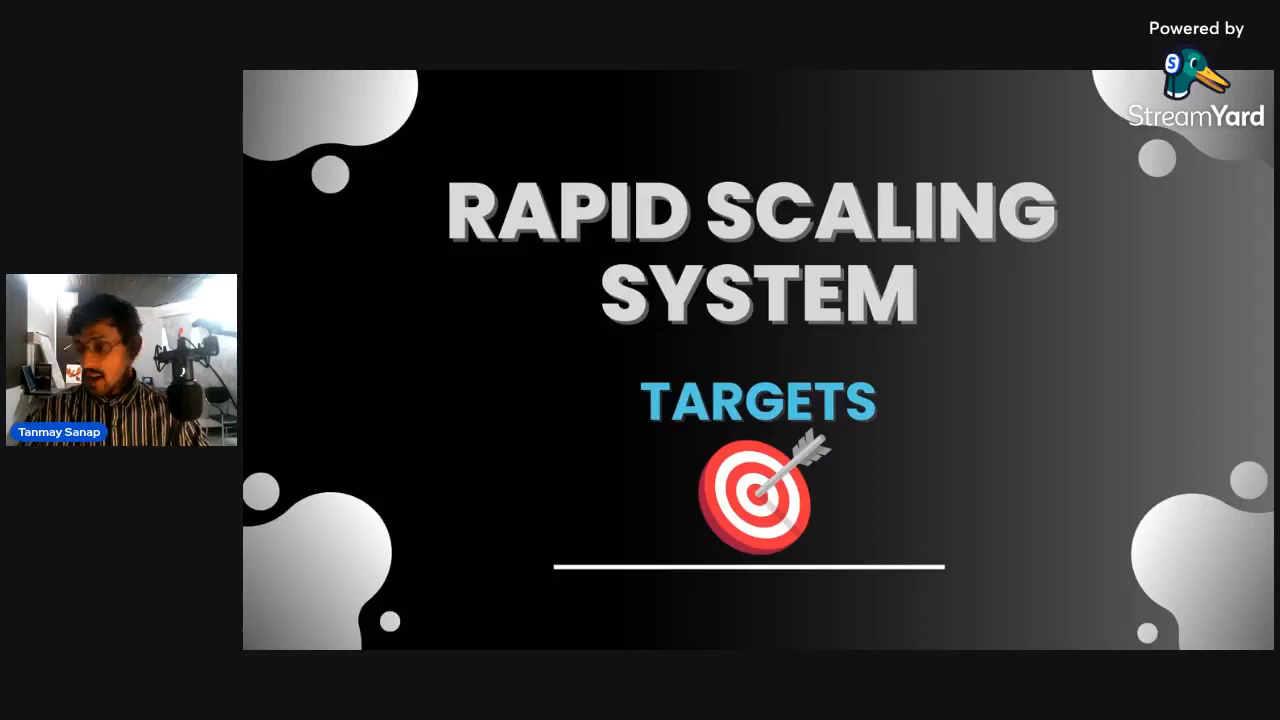 Powered by
StreamYard
RAPID SCALING
SYSTEM
TARGETS
Tanmay Sanap